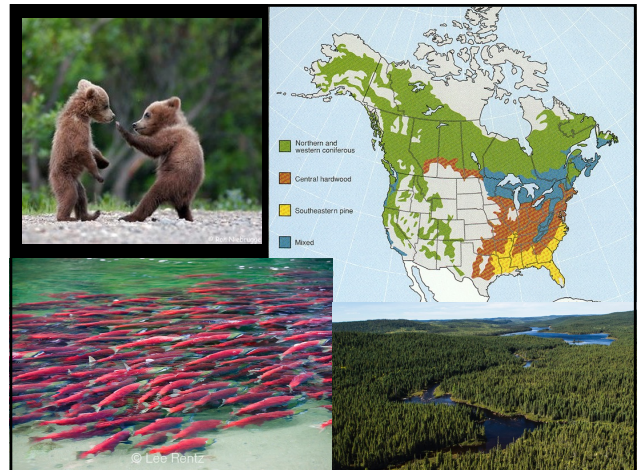 Northern and
western coniferous
Central hardwood
Southeastern pine
Mixed
© Lee Rentz